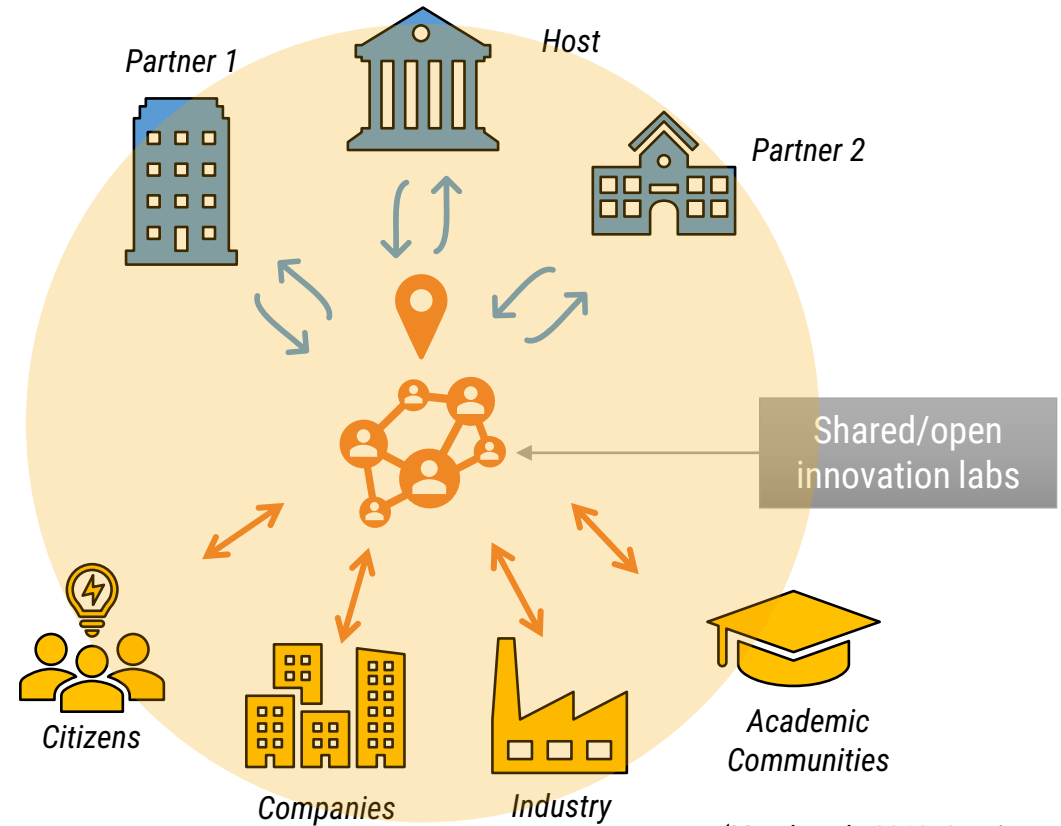 Host
Partner 1
Partner 2
Shared/open
innovation labs
Citizens
Academic
Communities
Companies
Industry